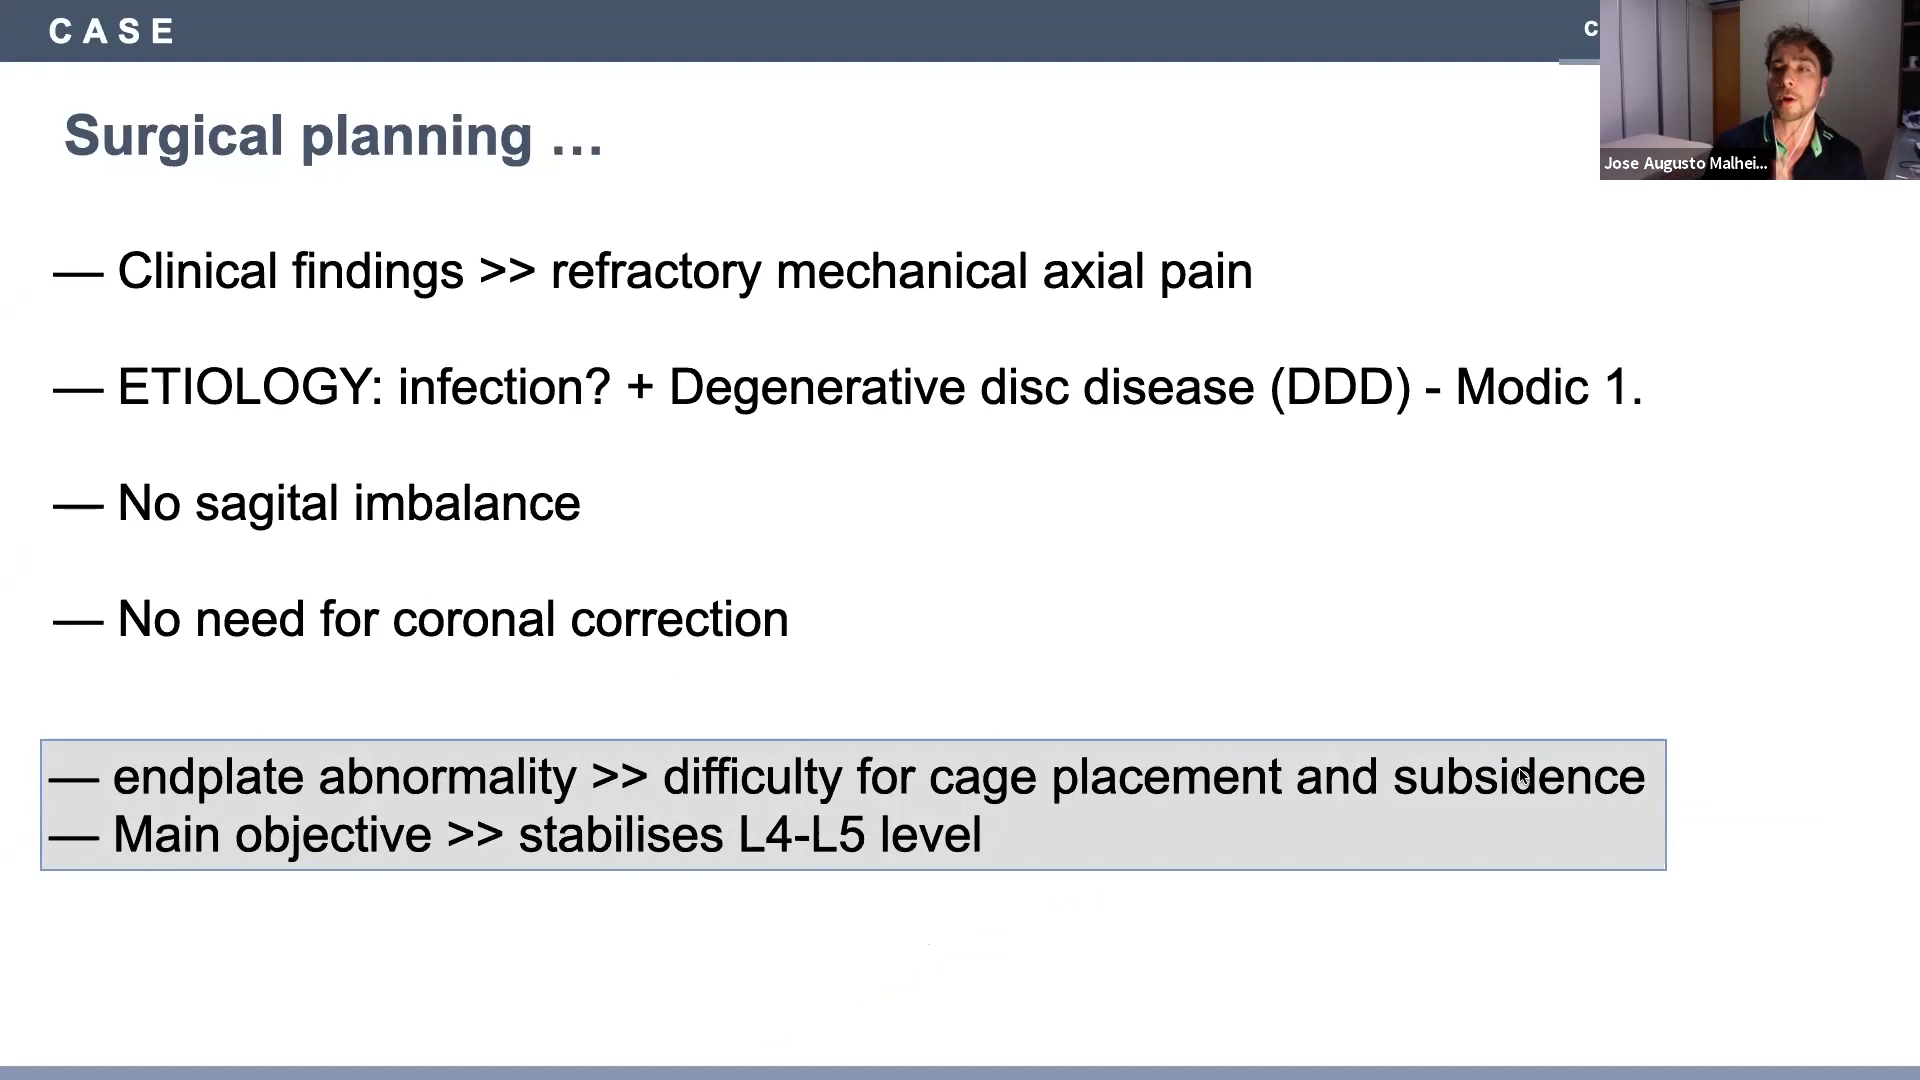 CASE
C
Jose Augusto Malhei...
Surgical planning …
— Clinical findings >> refractory mechanical axial pain
— ETIOLOGY: infection? + Degenerative disc disease (DDD) - Modic 1.
— No sagital imbalance
— No need for coronal correction
— endplate abnormality >> difficulty for cage placement and subsidence
— Main objective >> stabilises L4-L5 level